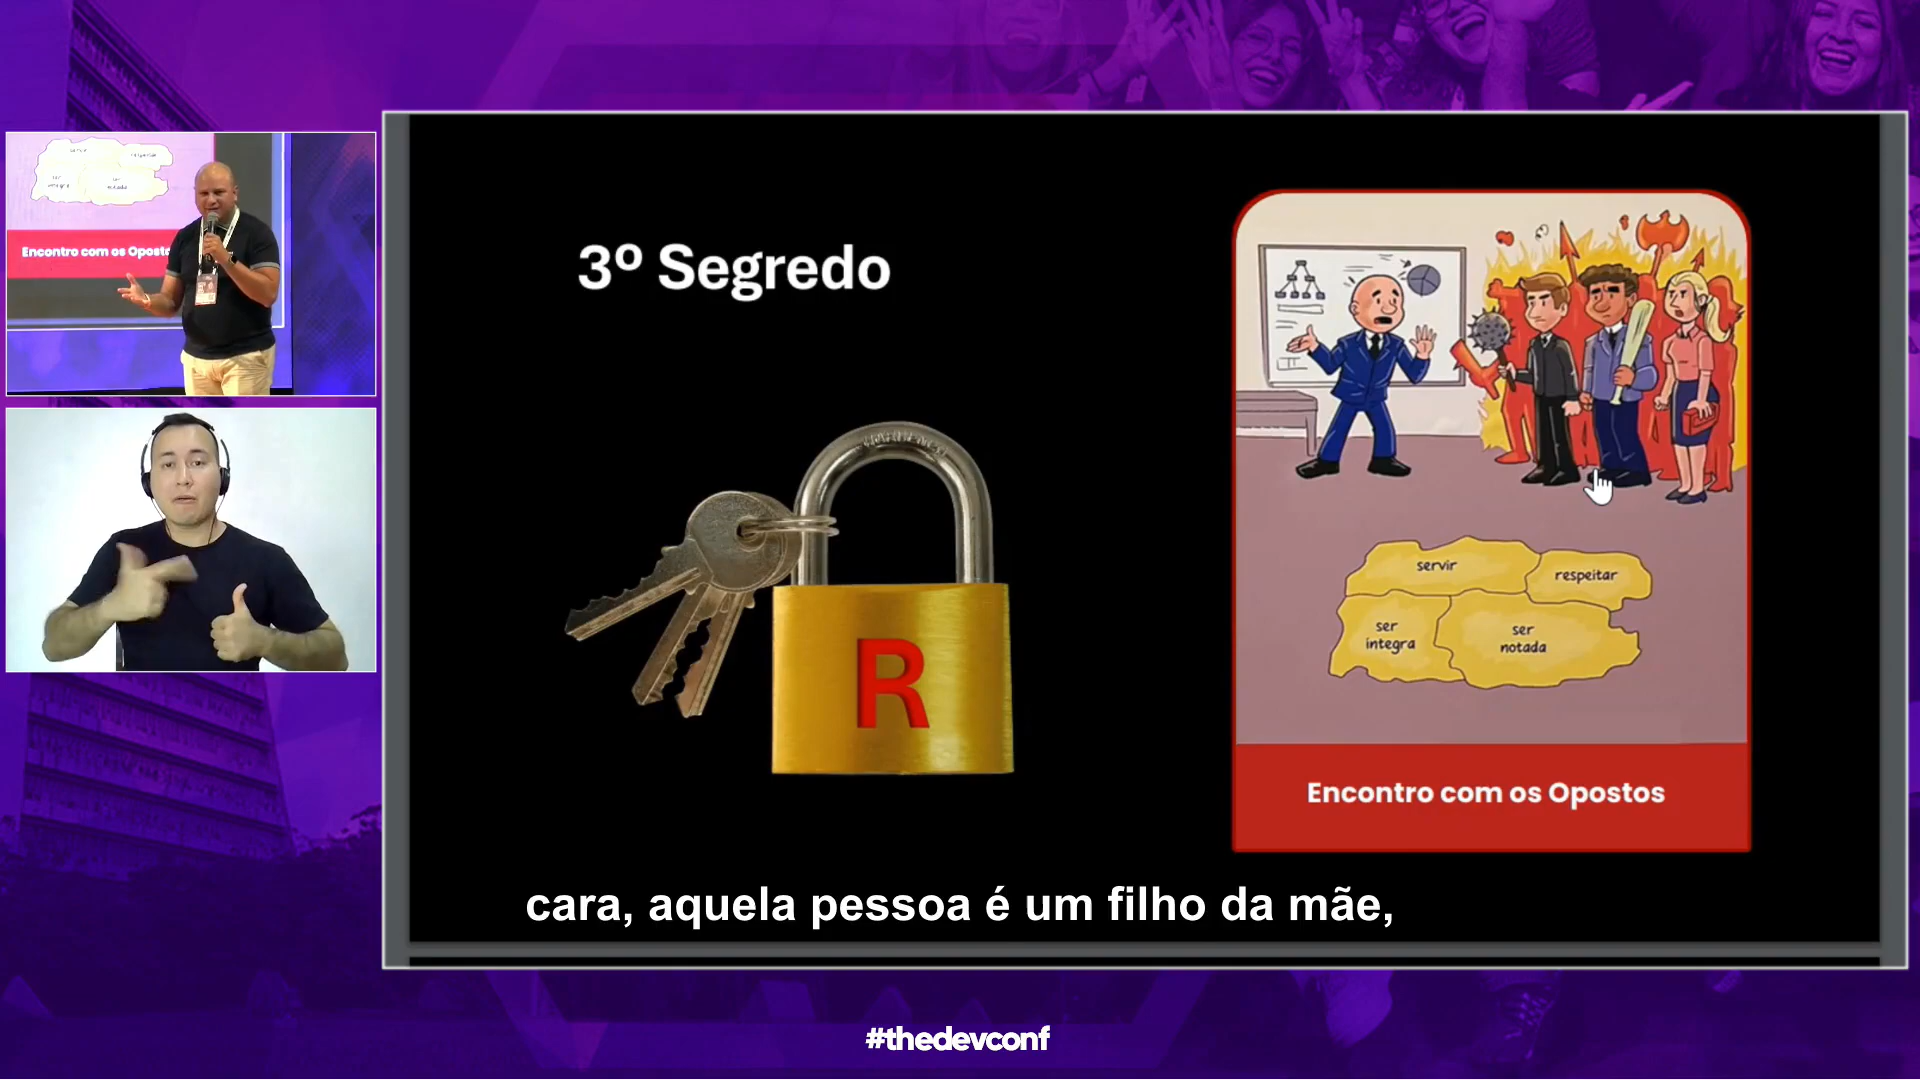 Encontro com os Oposto
3º Segredo
R
servir
respeitar
ser
íntegra
ser
notada
Encontro com os Opostos
cara, aquela pessoa é um filho da mãe,
#thedevconf